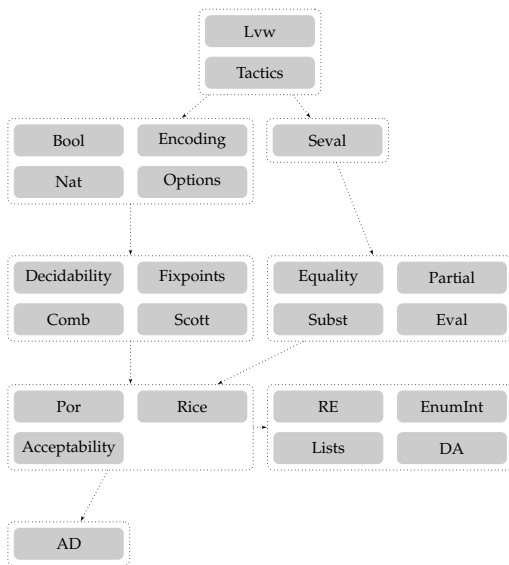 Lvw
Tactics
Bool Encoding
Nat Options
Seval
Decidability Fixpoints
Comb Scott
Equality Partial
Subst Eval
Por Rice
Acceptability
RE EnumInt
Lists DA
AD